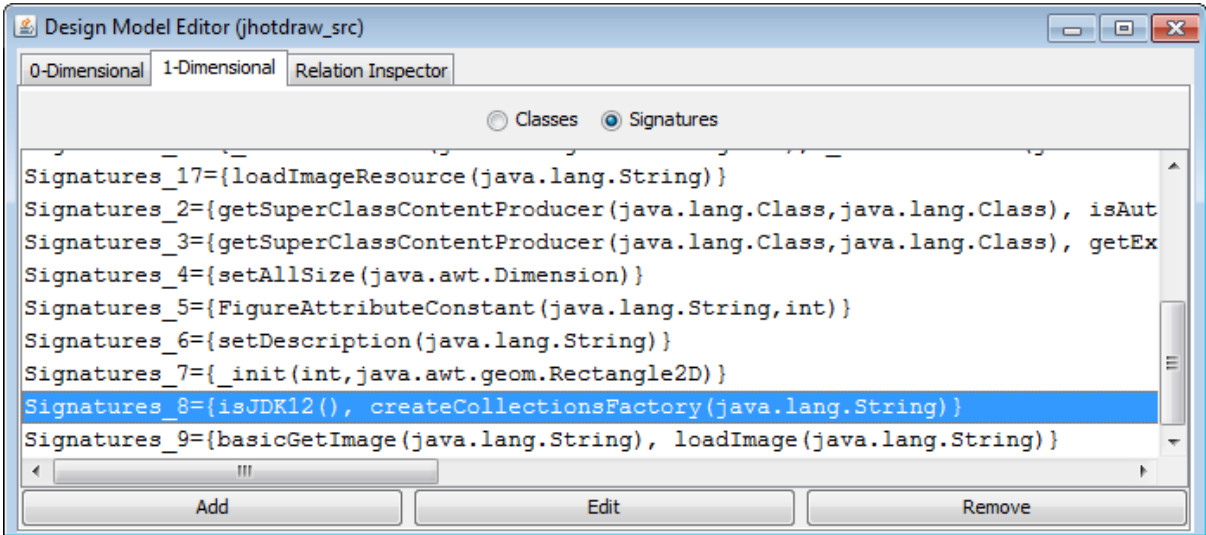 Design Model Editor (jhotdraw_src)
0-Dimensional 1-Dimensional Relation Inspector
Classes Signatures
Signatures_17={loadImageResource(java.lang.String)}
Signatures_2={getSuperClassContentProducer(java.lang.Class,java.lang.Class), isAut
Signatures_3={getSuperClassContentProducer(java.lang.Class,java.lang.Class), getEx
Signatures_4={setAllSize(java.awt.Dimension)}
Signatures_5={FigureAttributeConstant(java.lang.String,int)}
Signatures_6={setDescription(java.lang.String)}
Signatures_7={_init(int,java.awt.geom.Rectangle2D)}
Signatures_8={isJDK12(), createCollectionsFactory(java.lang.String)}
Signatures_9={basicGetImage(java.lang.String), loadImage(java.lang.String)}
Add Edit Remove